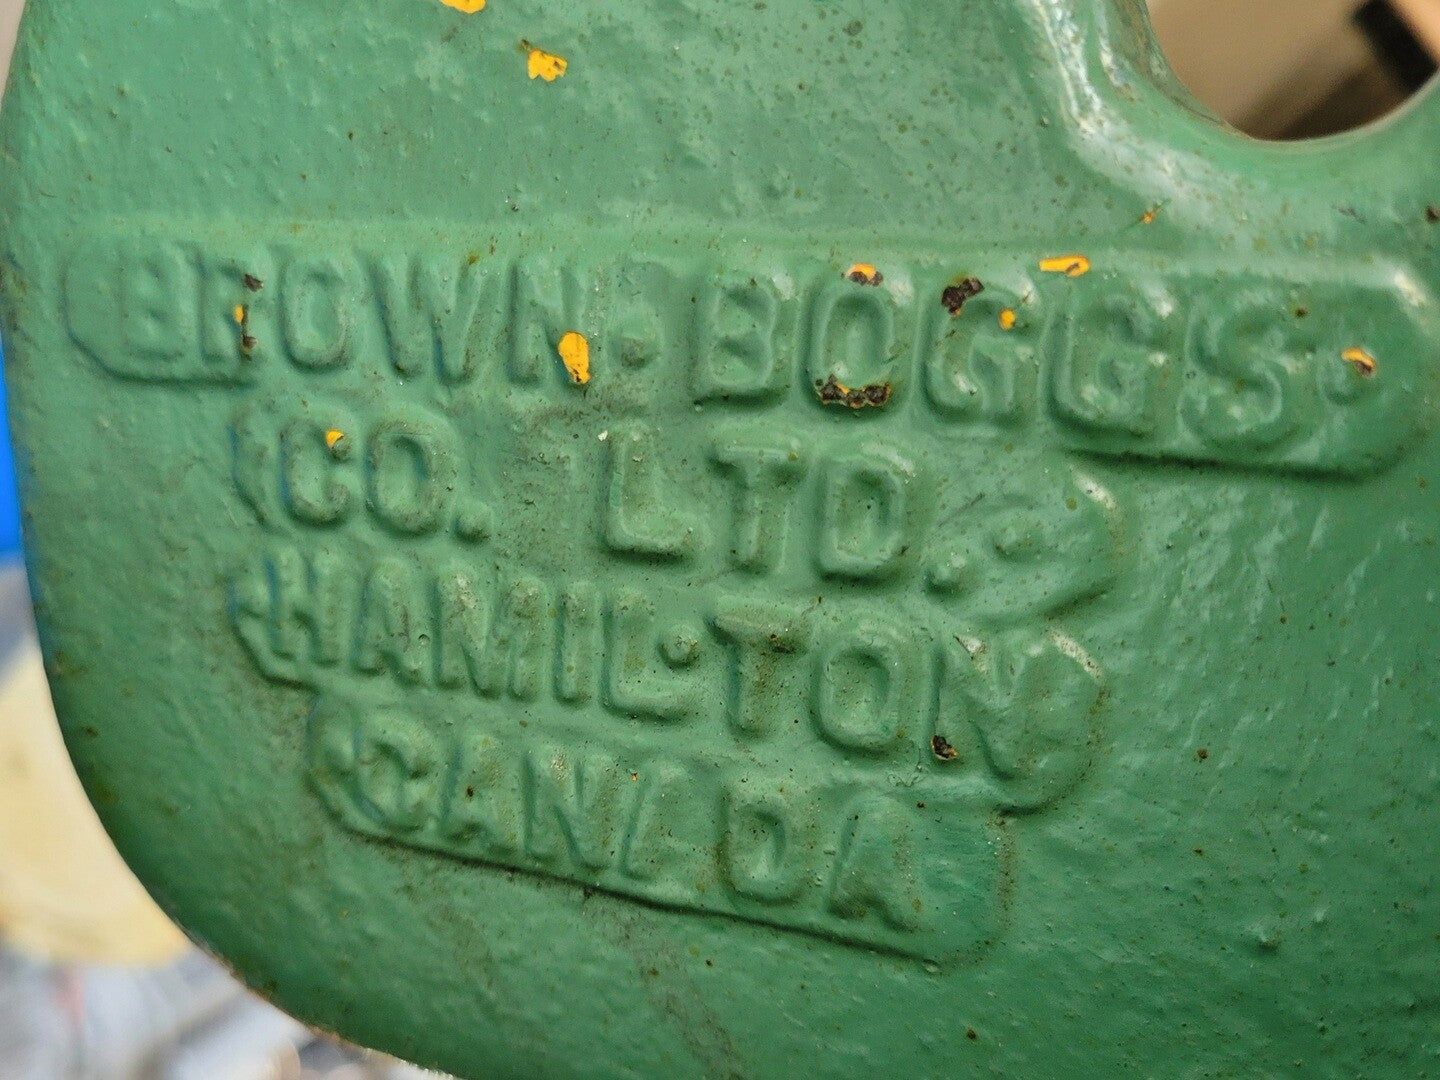 BROWN·BOGGS·
CO. LTD.
HAMIL·TON
CANADA